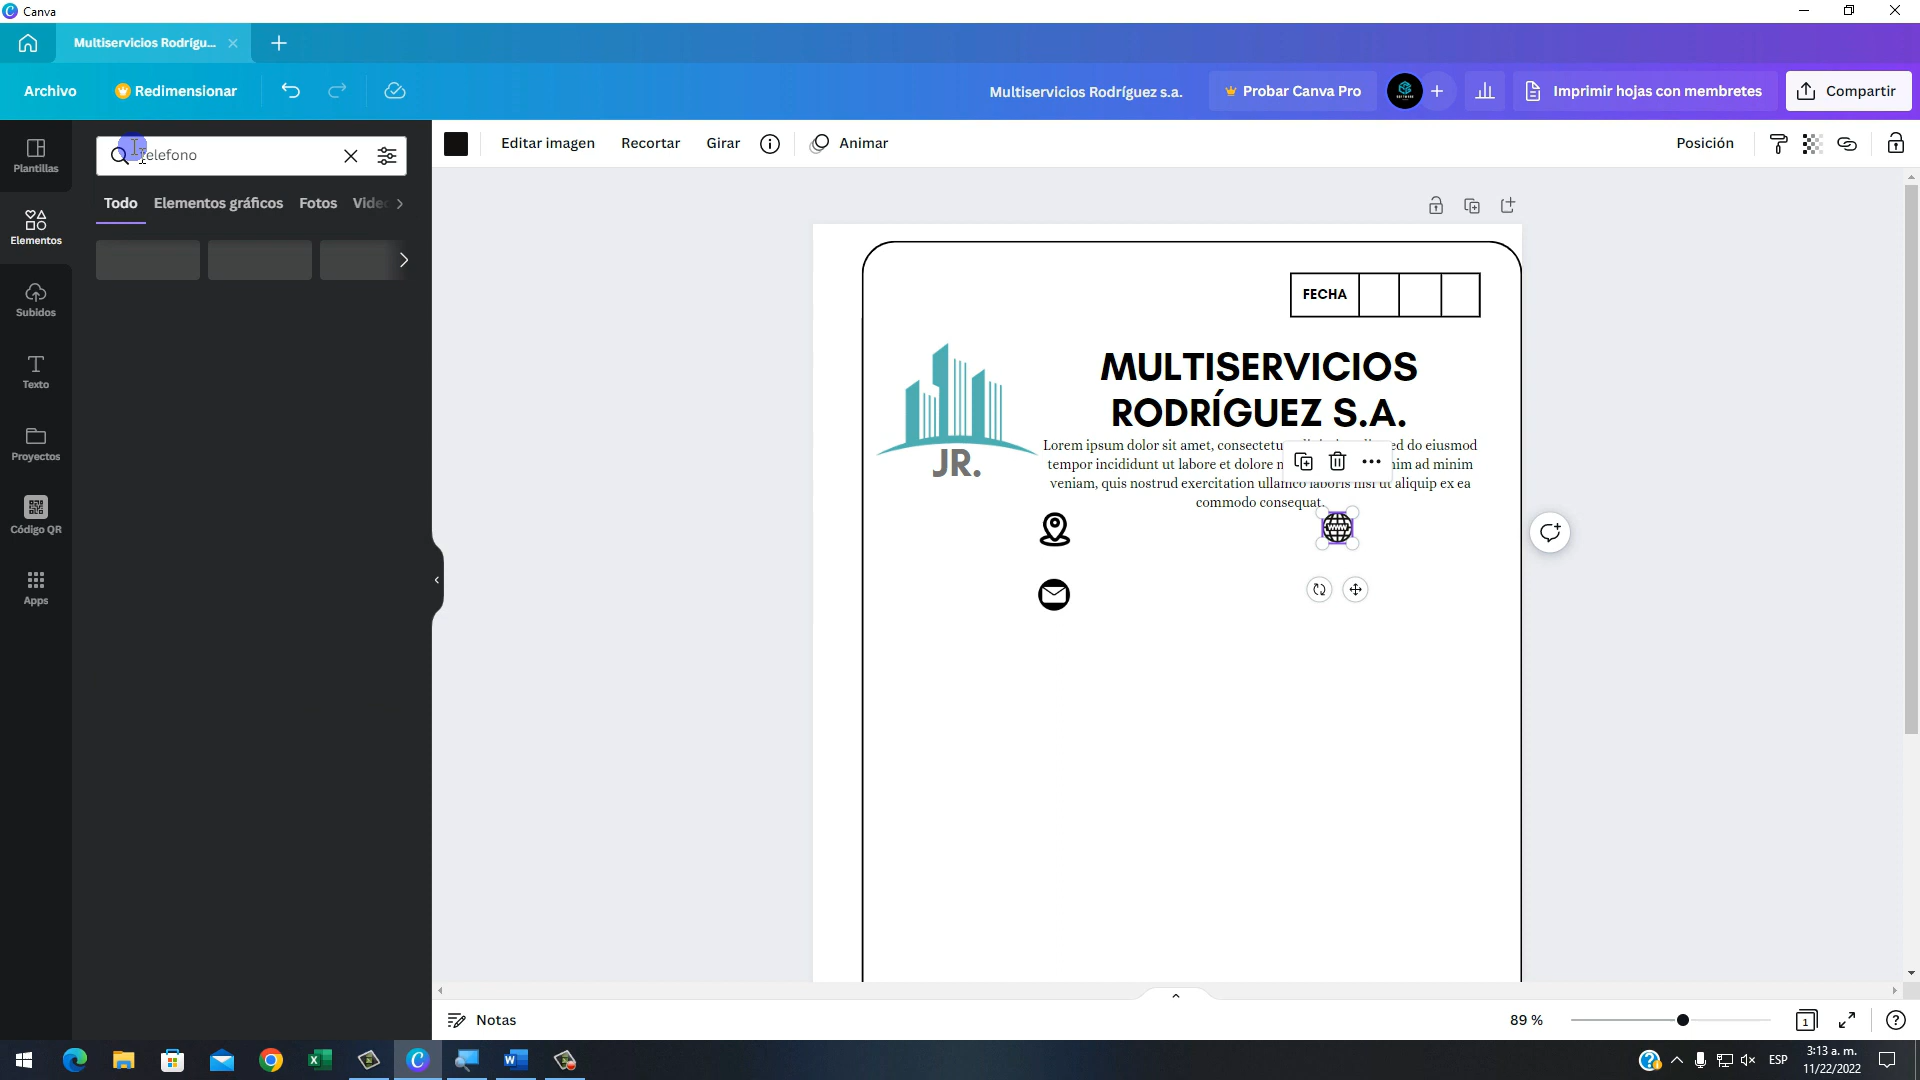 Canva
Multiservicios Rodrígu...
Archivo
Redimensionar
Multiservicios Rodríguez s.a.
Probar Canva Pro
Imprimir hojas con membretes
Compartir
Plantillas
Elementos
Subidos
Texto
Proyectos
Código QR
Apps
Todo
Elementos gráficos
Fotos
Editar imagen
Recortar
Girar
Animar
Posición
FECHA
MULTISERVICIOS
RODRÍGUEZ S.A.
JR.
Lorem ipsum dolor sit amet, consectetu ed do eiusmod
tempor incididunt ut labore et dolore nim ad minim
veniam, quis nostrud exercitation ullamco laboris nisi ut aliquip ex ea
commodo consequat.
WWW
Notas
89 %
1
ESP
3:13 a. m.
11/22/2022